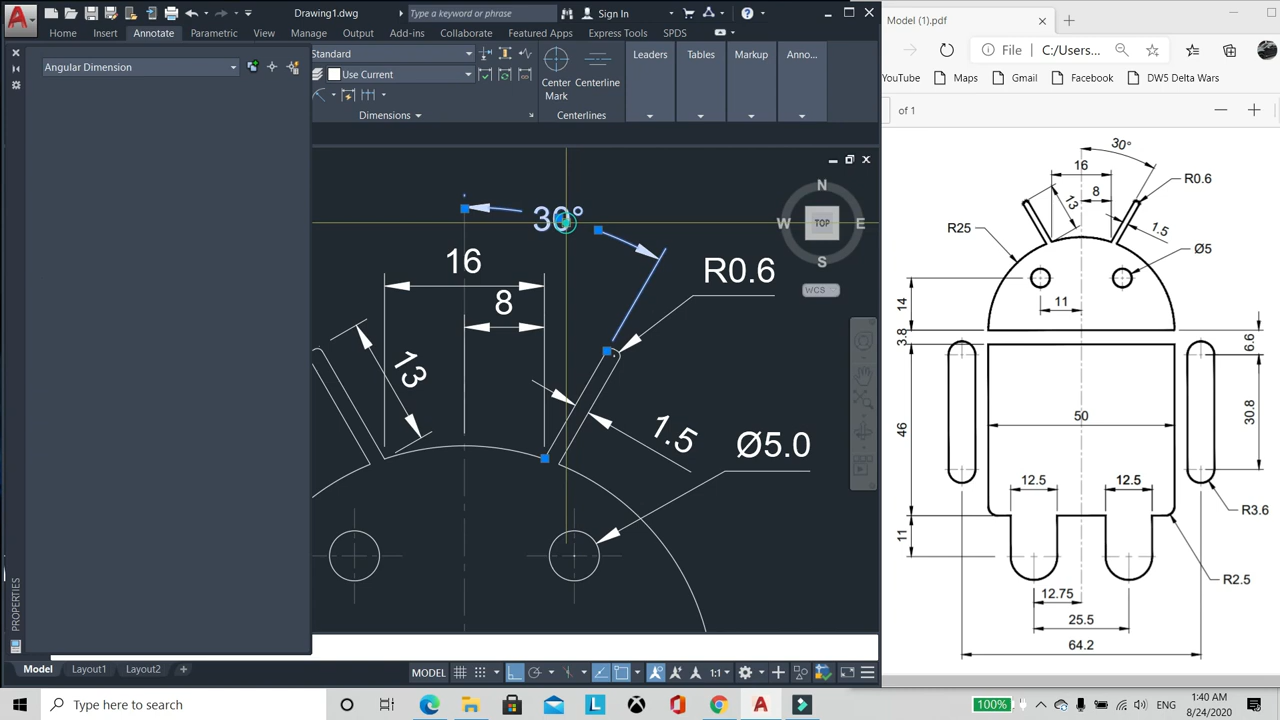 Drawing1.dwg
Type a keyword or phrase
Sign In
Home Insert Annotate Parametric View Manage Output Add-ins Collaborate Featured Apps Express Tools SPDS
Angular Dimension
Standard
Use Current
Dimensions
Center Mark
Centerline
Centerlines
Leaders
Tables
Markup
Anno...
PROPERTIES
30°
16
8
13
R0.6
1.5
Ø5.0
N
W
TOP
E
S
WCS
Model Layout1 Layout2
MODEL
1:1
Model (1).pdf
File
C:/Users...
YouTube Maps Gmail Facebook DW5 Delta Wars
of 1
30°
16
R0.6
13
8
R25
1.5
Ø5
14
11
3.8
6.6
46
50
30.8
12.5
12.5
R3.6
11
R2.5
12.75
25.5
64.2
Type here to search
100%
ENG
1:40 AM
8/24/2020